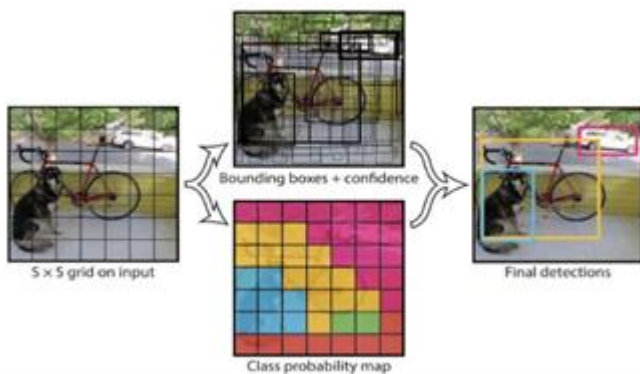 Bounding boxes + confidence
S × S grid on input
Final detections
Class probability map